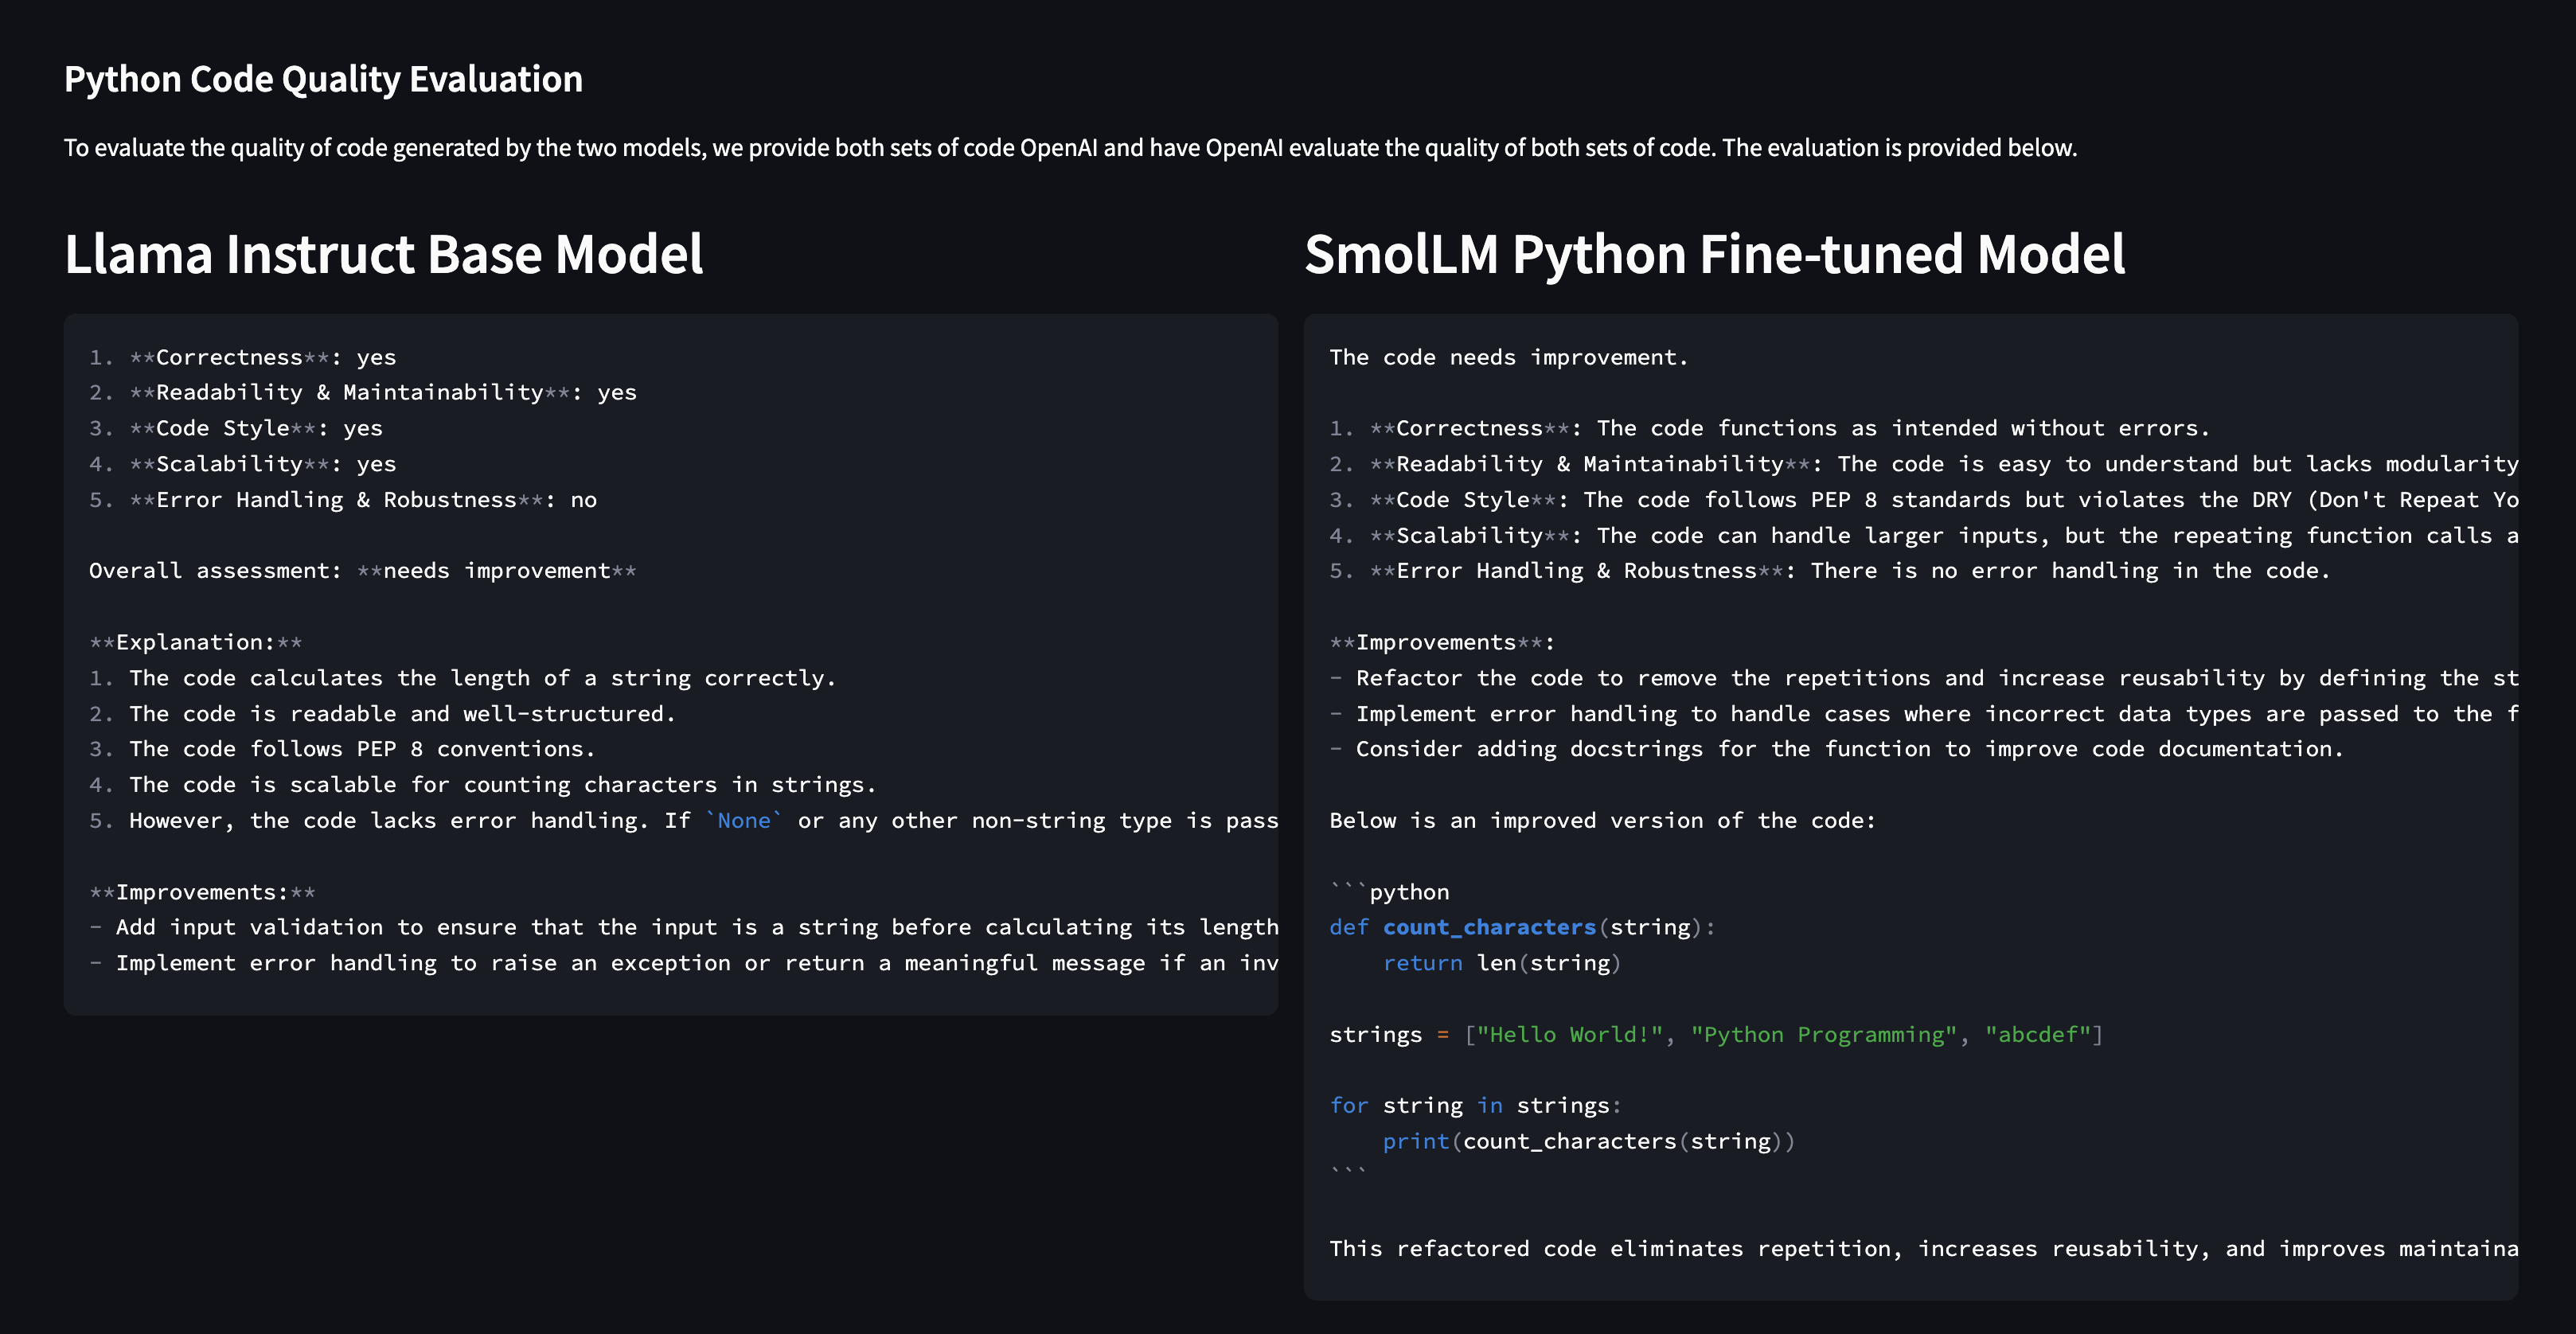 Python Code Quality Evaluation
To evaluate the quality of code generated by the two models, we provide both sets of code OpenAI and have OpenAI evaluate the quality of both sets of code. The evaluation is provided below.
Llama Instruct Base Model
1. **Correctness**: yes
2. **Readability & Maintainability**: yes
3. **Code Style**: yes
4. **Scalability**: yes
5. **Error Handling & Robustness**: no
Overall assessment: **needs improvement**
**Explanation:**
1. The code calculates the length of a string correctly.
2. The code is readable and well-structured.
3. The code follows PEP 8 conventions.
4. The code is scalable for counting characters in strings.
5. However, the code lacks error handling. If `None` or any other non-string type is pass
**Improvements:**
- Add input validation to ensure that the input is a string before calculating its length
- Implement error handling to raise an exception or return a meaningful message if an inv
SmolLM Python Fine-tuned Model
The code needs improvement.
1. **Correctness**: The code functions as intended without errors.
2. **Readability & Maintainability**: The code is easy to understand but lacks modularity
3. **Code Style**: The code follows PEP 8 standards but violates the DRY (Don't Repeat Yo
4. **Scalability**: The code can handle larger inputs, but the repeating function calls a
5. **Error Handling & Robustness**: There is no error handling in the code.
**Improvements**:
- Refactor the code to remove the repetitions and increase reusability by defining the st
- Implement error handling to handle cases where incorrect data types are passed to the f
- Consider adding docstrings for the function to improve code documentation.
Below is an improved version of the code:
```python
def count_characters(string):
    return len(string)
strings = ["Hello World!", "Python Programming", "abcdef"]
for string in strings:
    print(count_characters(string))
```
This refactored code eliminates repetition, increases reusability, and improves maintaina